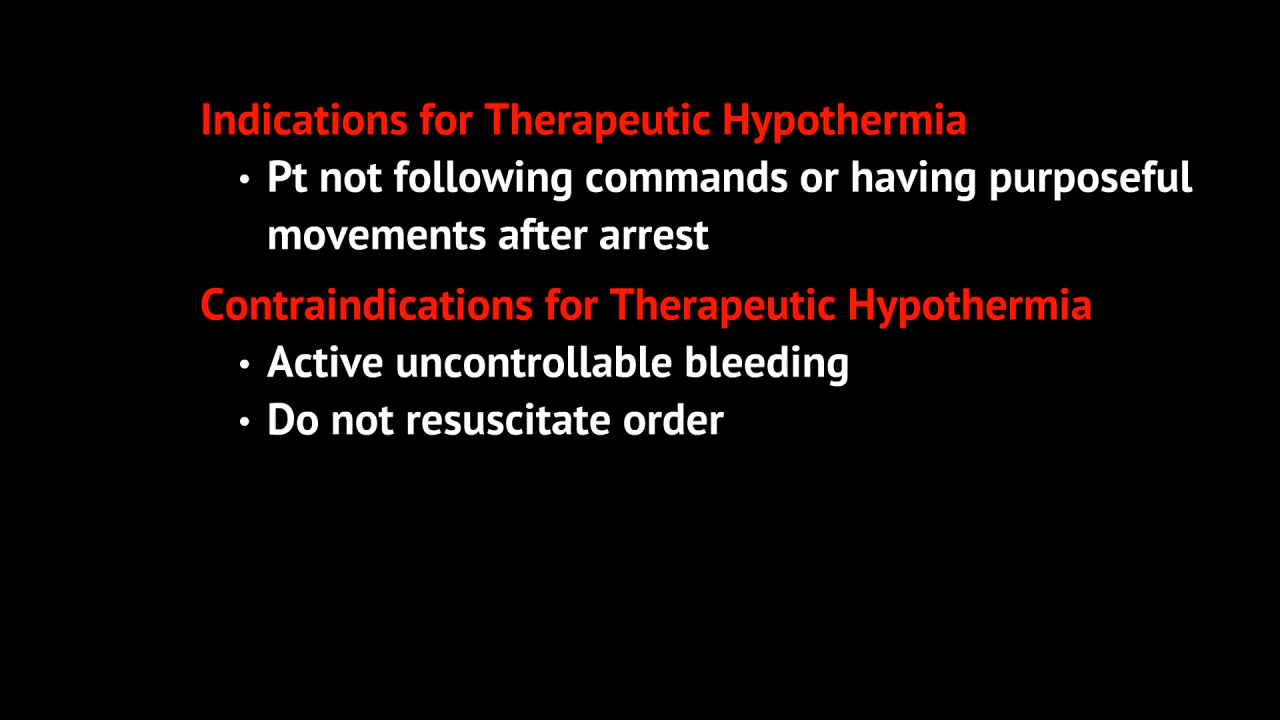 Indications for Therapeutic Hypothermia
• Pt not following commands or having purposeful
movements after arrest
Contraindications for Therapeutic Hypothermia
• Active uncontrollable bleeding
• Do not resuscitate order